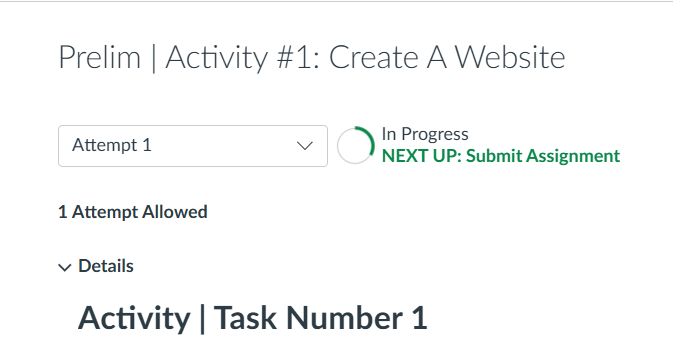 Prelim | Activity #1: Create A Website
Attempt 1
In Progress
NEXT UP: Submit Assignment
1 Attempt Allowed
Details
Activity | Task Number 1